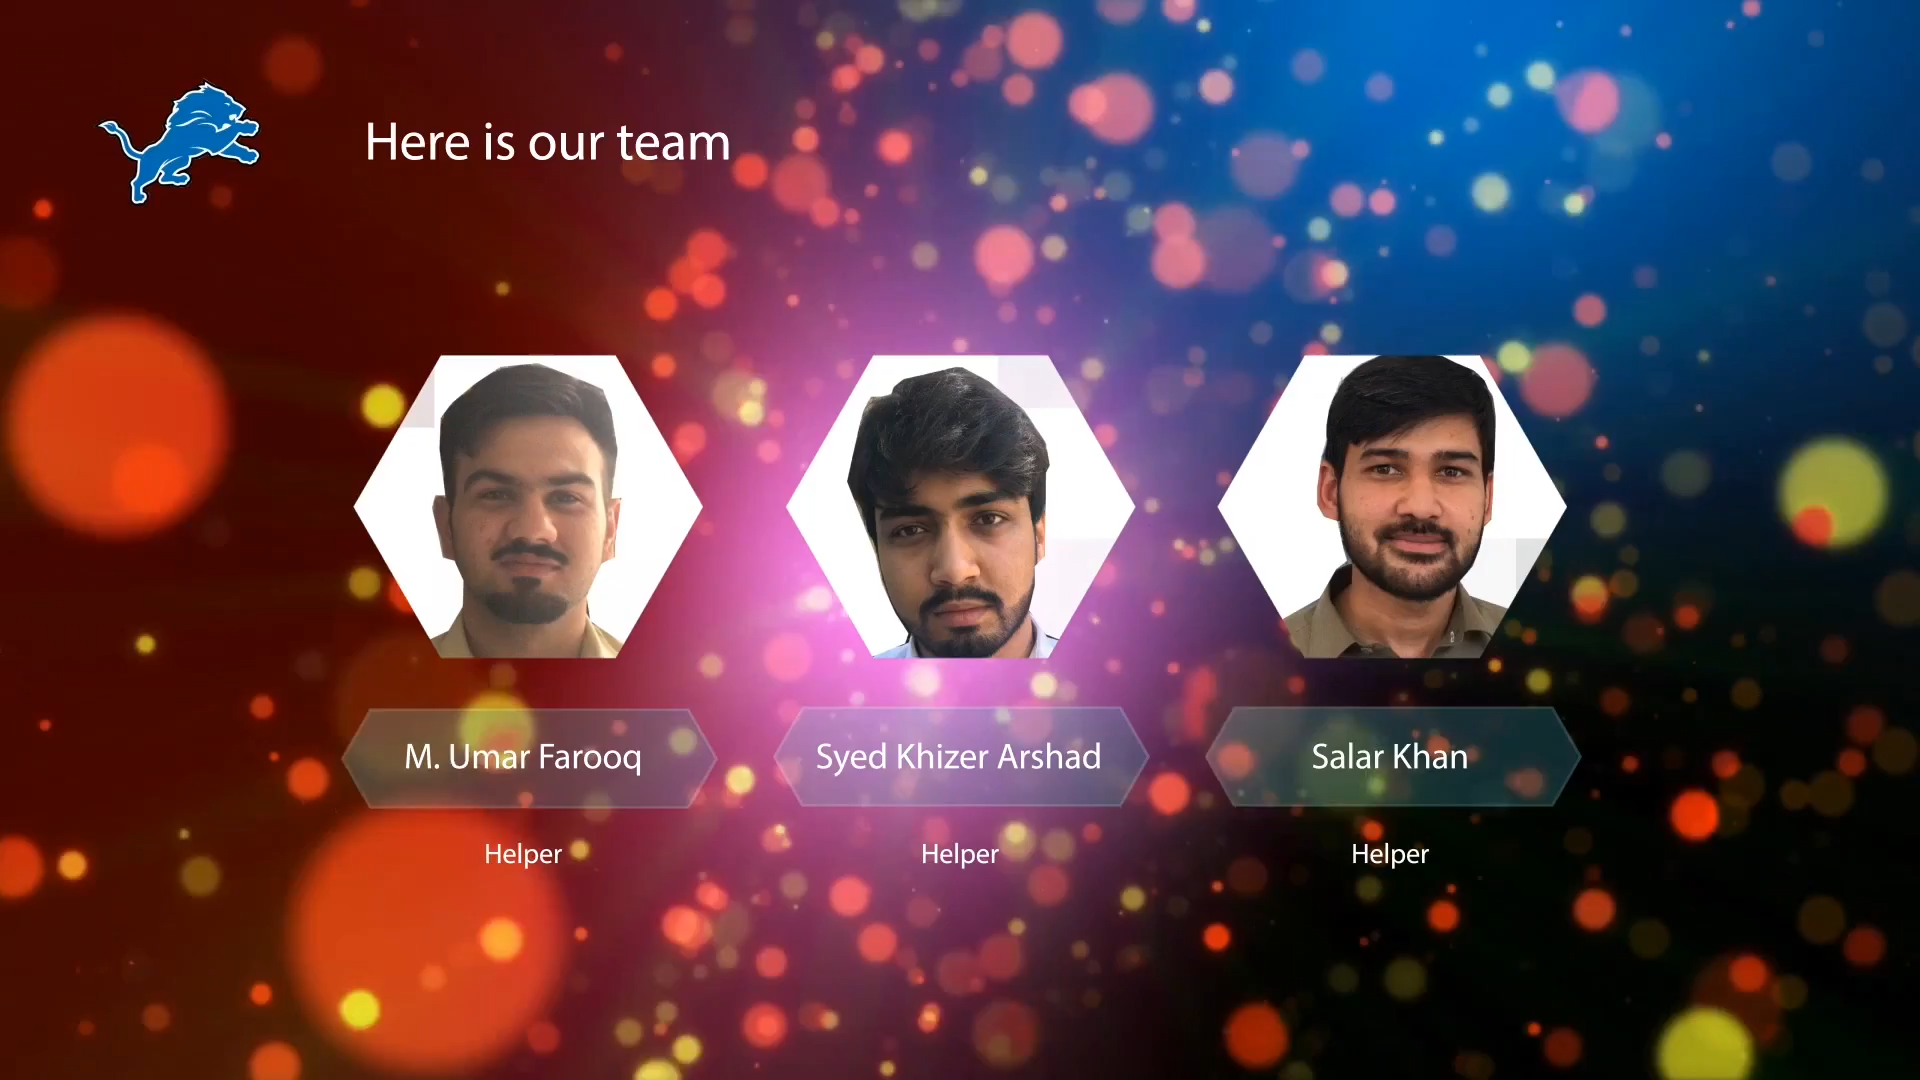 Here is our team
M. Umar Farooq
Syed Khizer Arshad
Salar Khan
Helper
Helper
Helper